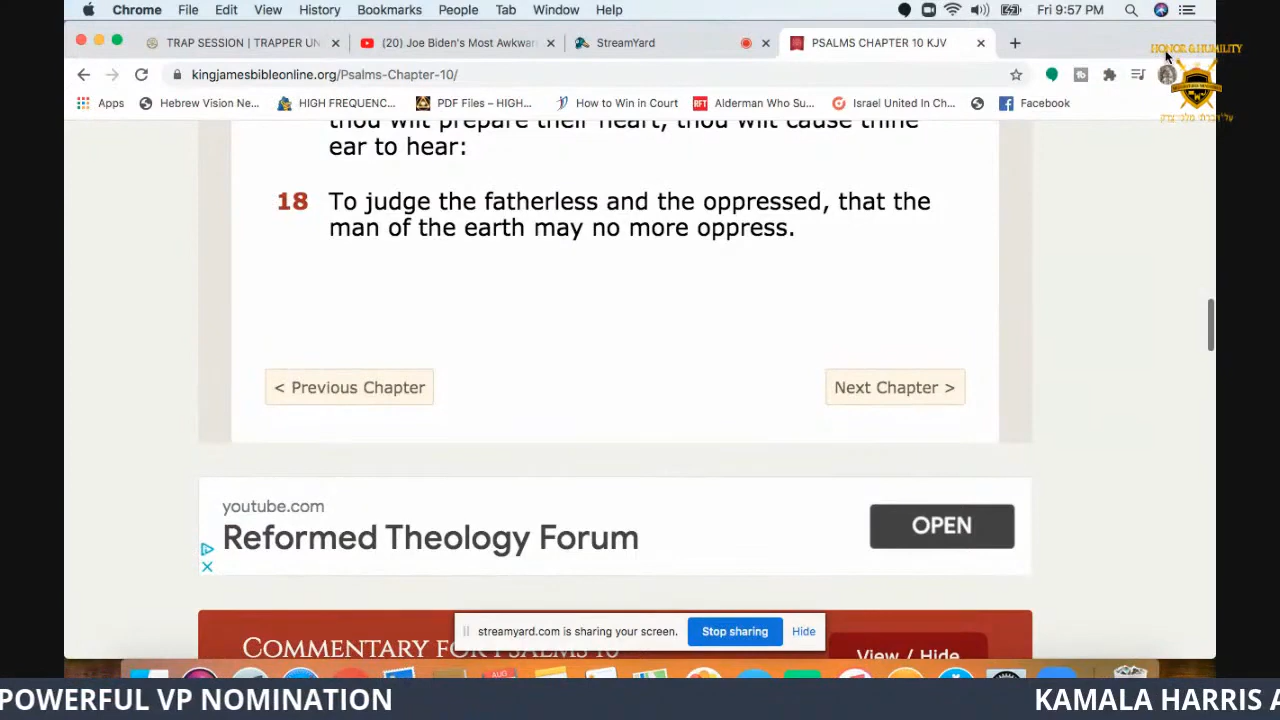 Chrome File Edit View History Bookmarks People Tab Window Help Fri 9:57 PM
TRAP SESSION | TRAPPER UN (20) Joe Biden's Most Awkwar StreamYard PSALMS CHAPTER 10 KJV
HONOR & HUMILITY
kingjamesbibleonline.org/Psalms-Chapter-10/
Apps Hebrew Vision Ne... HIGH FREQUENC... PDF Files – HIGH... How to Win in Court RFT Alderman Who Su... Israel United In Ch... Facebook
thou wilt prepare their heart, thou wilt cause thine
ear to hear:
18 To judge the fatherless and the oppressed, that the
man of the earth may no more oppress.
< Previous Chapter Next Chapter >
youtube.com
Reformed Theology Forum OPEN
streamyard.com is sharing your screen. Stop sharing Hide
COMMENTARY FOR PSALMS 10 View / Hide
POWERFUL VP NOMINATION KAMALA HARRIS A